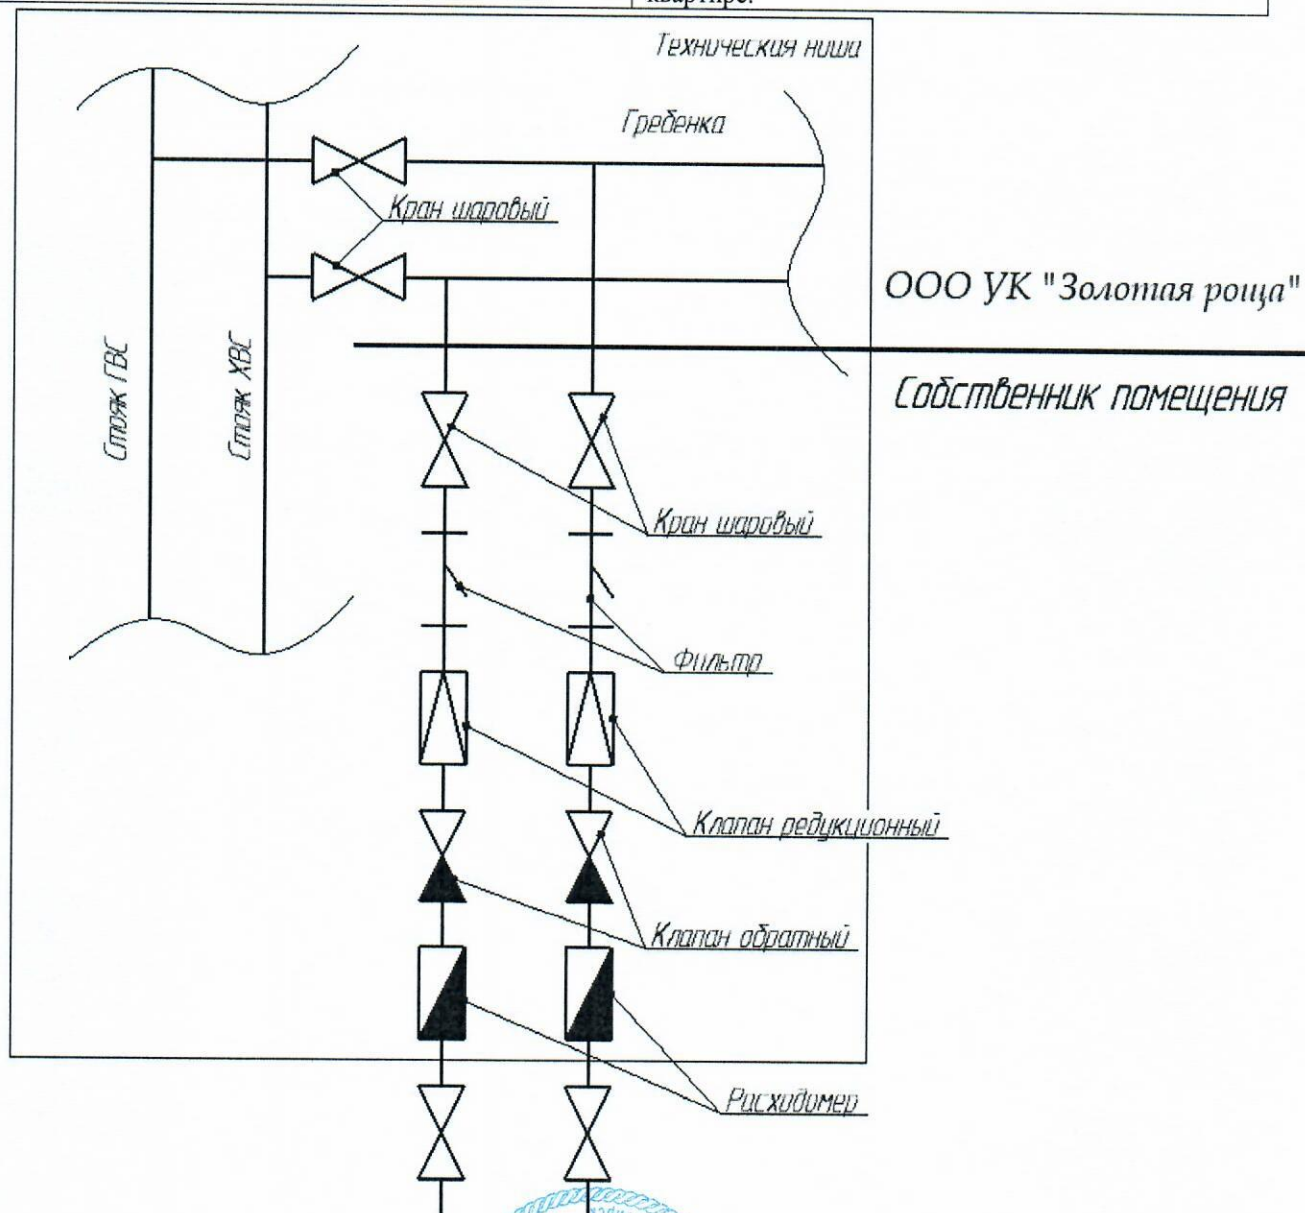 квартире.
Техническая ниша
Гребенка
Кран шаровый
ООО УК "Золотая роща"
Стояк ГВС
Стояк ХВС
Собственник помещения
Кран шаровый
Фильтр
Клапан редукционный
Клапан обратный
Расходомер